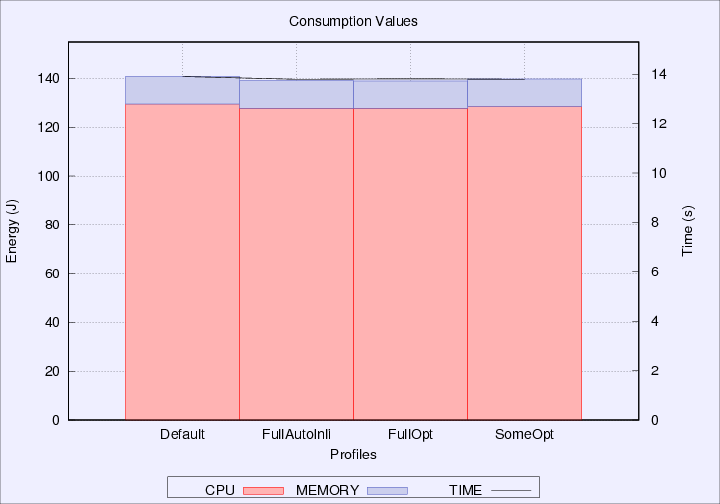 Consumption Values
Energy (J)
140
120
100
80
60
40
20
0
14
12
10
8
6
4
2
0
Time (s)
Default FullAutoInli FullOpt SomeOpt
Profiles
CPU MEMORY TIME